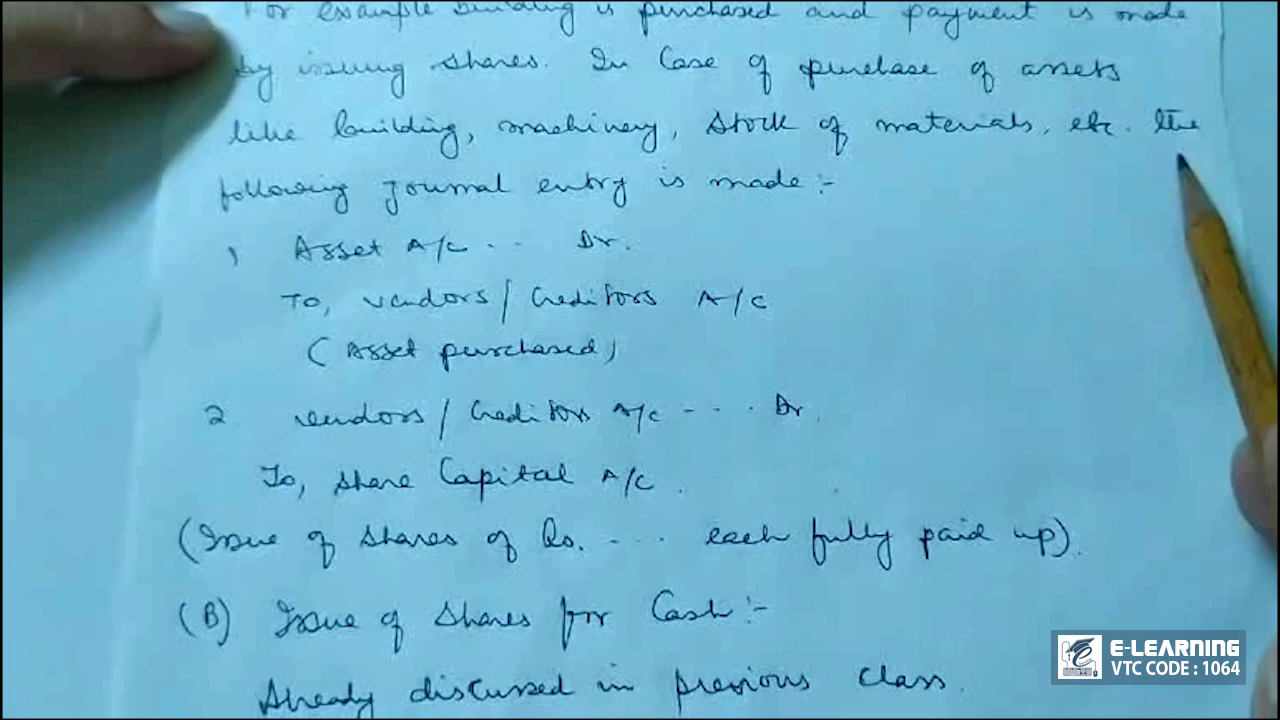 For example building is purchased and payment is made
by issuing shares. In Case of purchase of assets
like building, machinery, Stock of materials, etc. the
following Journal entry is made :-
1 Asset A/c .. Dr.
To, vendors / Creditors A/C
( Asset purchased )
2 vendors / Creditors A/c - - - . Dr.
To, Share Capital A/c .
(Issue of shares of Rs. - - - . each fully paid up).
(B) Issue of Shares for Cash :-
Already discussed in previous class.
E-LEARNING
VTC CODE : 1064